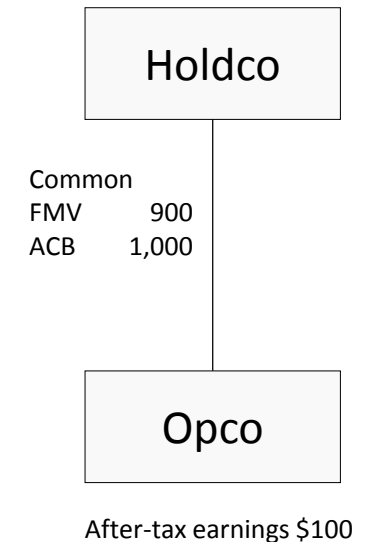 Holdco
Common
FMV 900
ACB 1,000
Opco
After-tax earnings $100